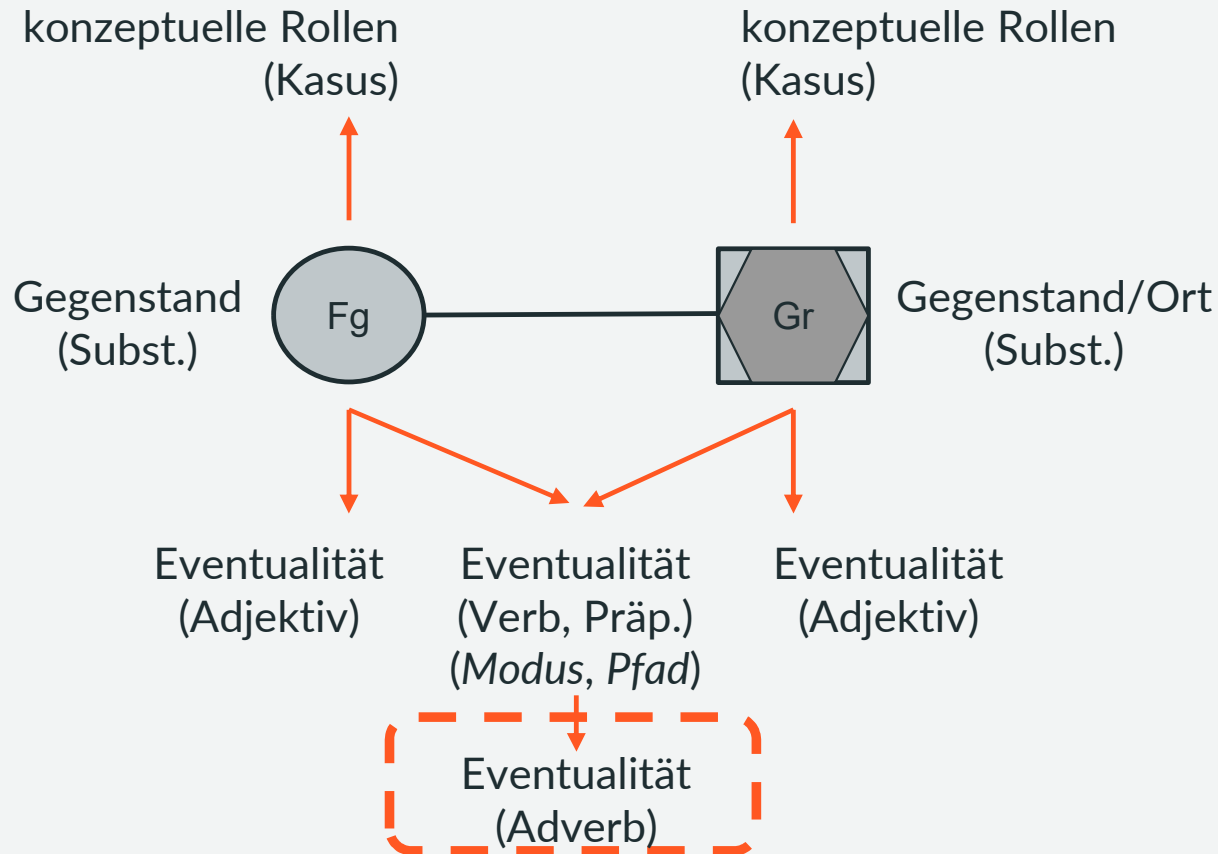 konzeptuelle Rollen
(Kasus)
konzeptuelle Rollen
(Kasus)
Gegenstand
(Subst.)
Fg
Gr
Gegenstand/Ort
(Subst.)
Eventualität
(Adjektiv)
Eventualität
(Verb, Präp.)
(Modus, Pfad)
Eventualität
(Adjektiv)
Eventualität
(Adverb)